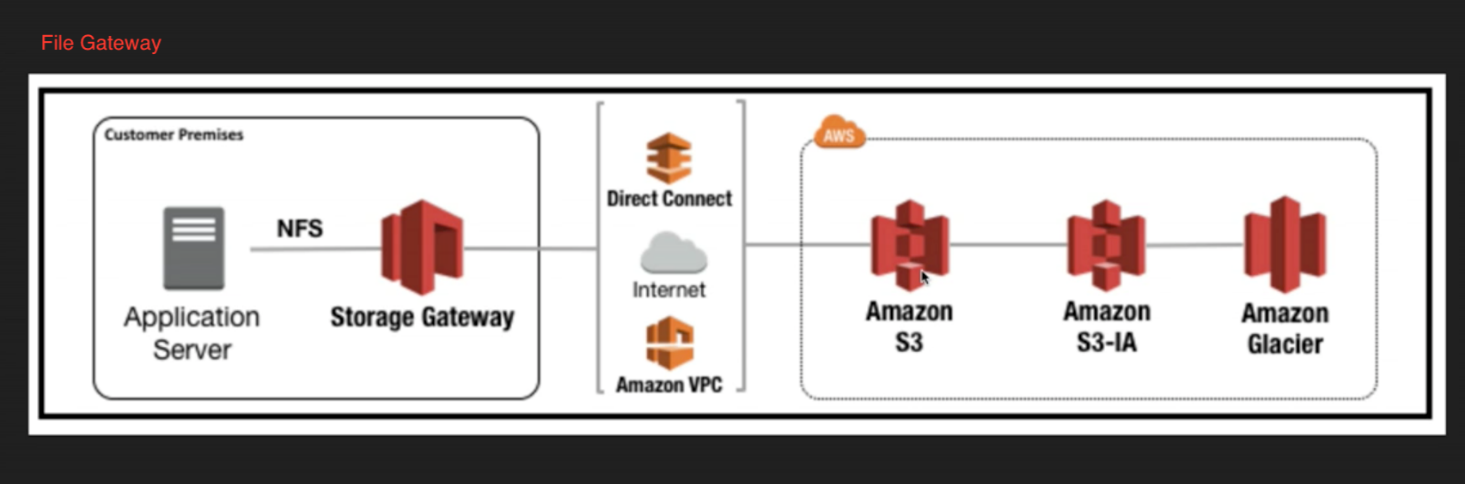 File Gateway
Customer Premises
NFS
Application
Server
Storage Gateway
Direct Connect
Internet
Amazon VPC
AWS
Amazon
S3
Amazon
S3-IA
Amazon
Glacier